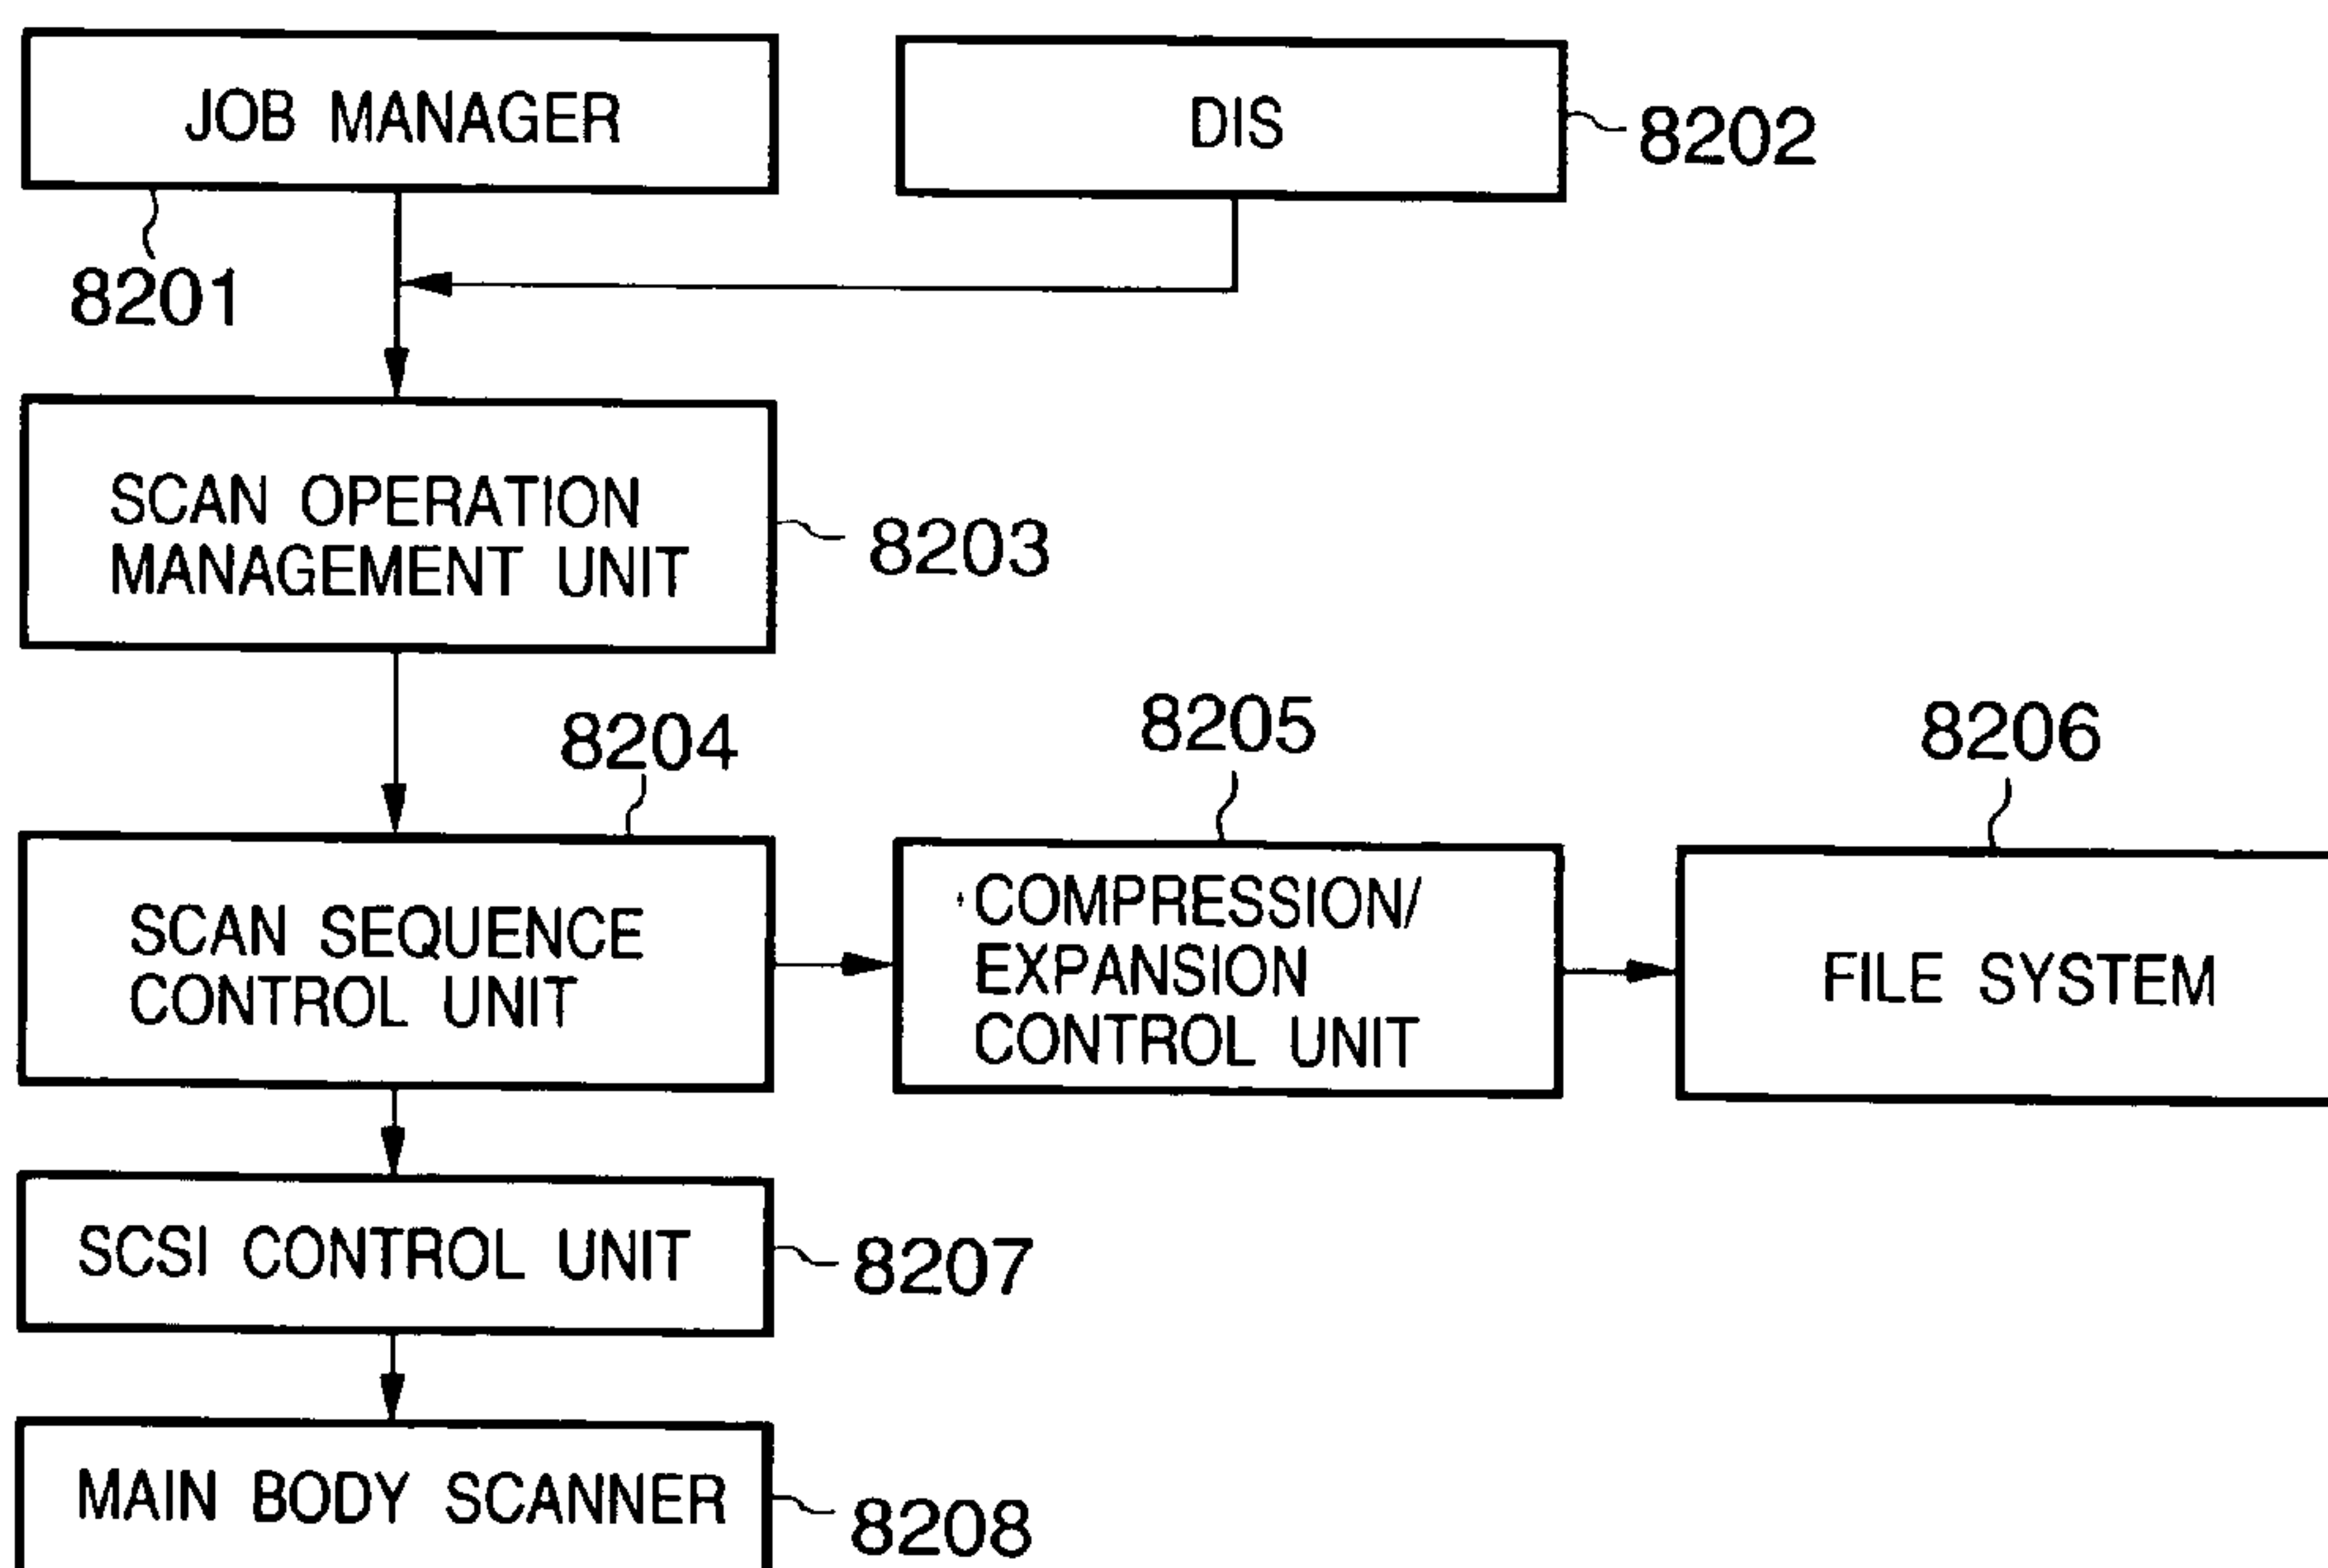 JOB MANAGER
DIS
8202
8201
SCAN OPERATION
MANAGEMENT UNIT
8203
8204
8205
8206
SCAN SEQUENCE
CONTROL UNIT
COMPRESSION/
EXPANSION
CONTROL UNIT
FILE SYSTEM
SCSI CONTROL UNIT
8207
MAIN BODY SCANNER
8208